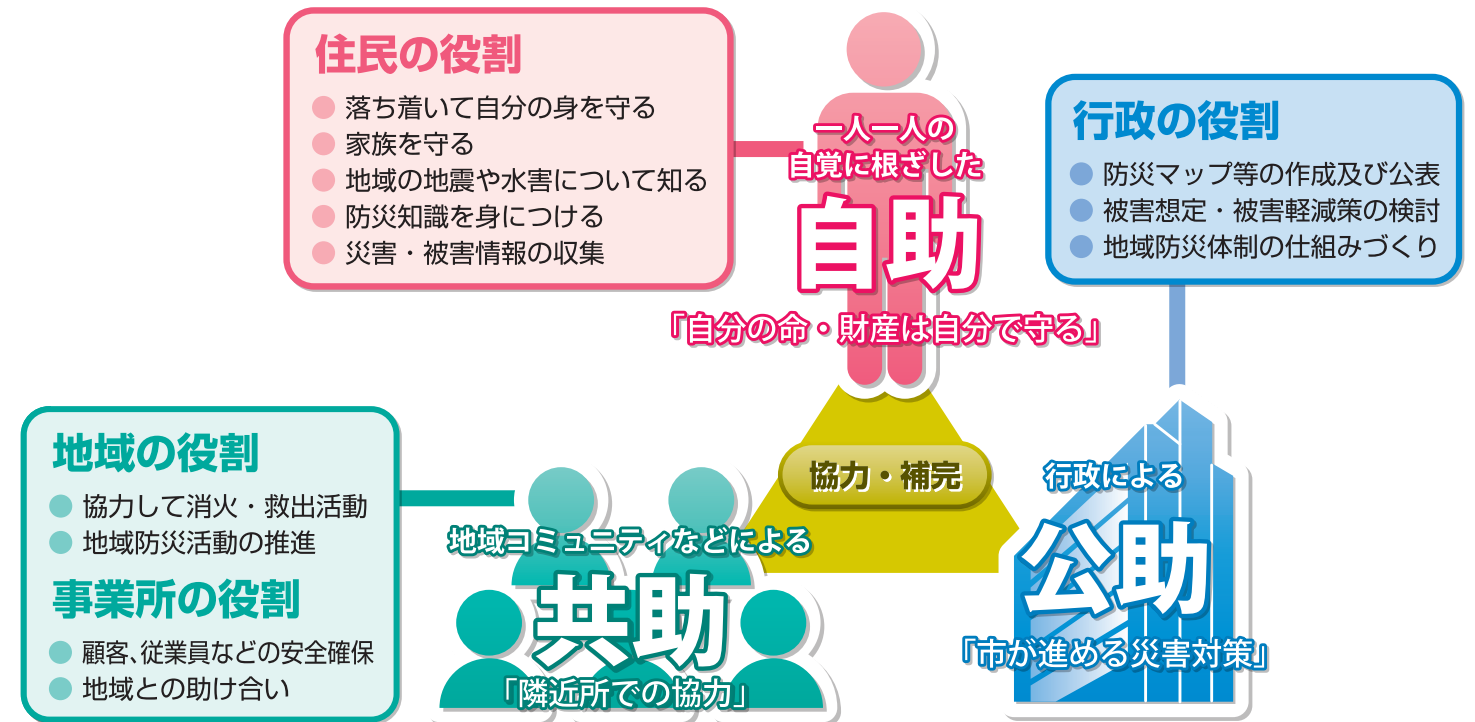 住民の役割
落ち着いて自分の身を守る
家族を守る
地域の地震や水害について知る
防災知識を身につける
災害・被害情報の収集
一人一人の
自覚に根ざした
自助
「自分の命・財産は自分で守る」
行政の役割
防災マップ等の作成及び公表
被害想定・被害軽減策の検討
地域防災体制の仕組みづくり
協力・補完
地域の役割
協力して消火・救出活動
地域防災活動の推進
事業所の役割
顧客、従業員などの安全確保
地域との助け合い
地域コミュニティなどによる
共助
「隣近所での協力」
行政による
公助
「市が進める災害対策」